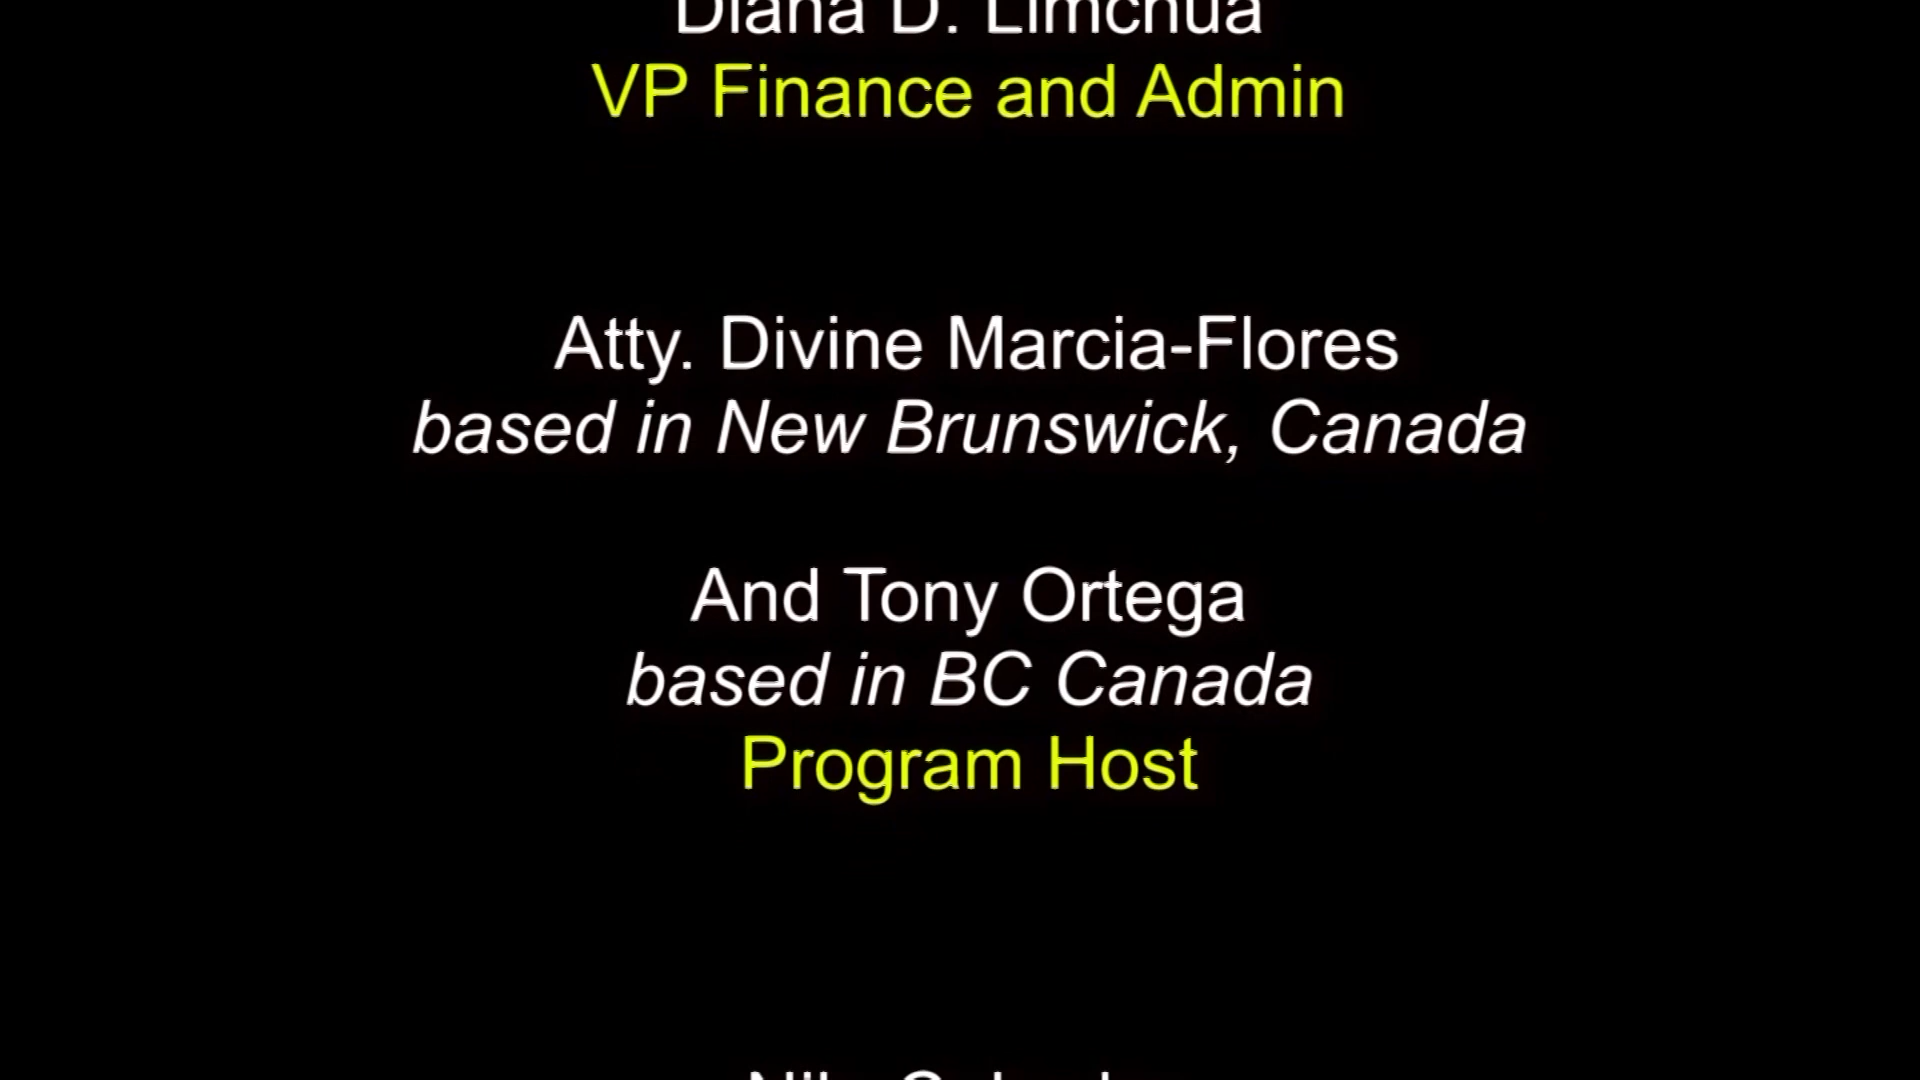 Diana D. Limchua
VP Finance and Admin
Atty. Divine Marcia-Flores
based in New Brunswick, Canada
And Tony Ortega
based in BC Canada
Program Host